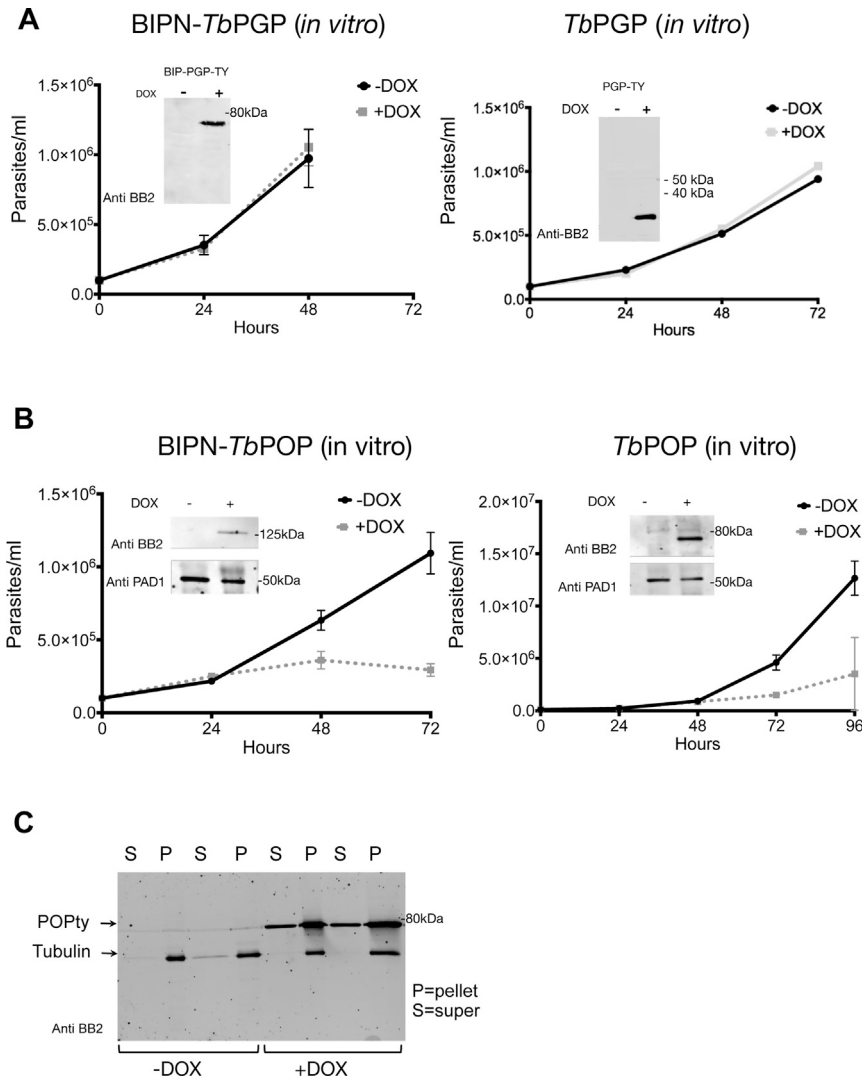 A
BIPN-TbPGP (in vitro)
BIP-PGP-TY
DOX - +
-80kDa
Anti BB2
-DOX
+DOX
Parasites/ml
1.5×10⁶
1.0×10⁶
5.0×10⁵
0.0
0 24 48 72
Hours
TbPGP (in vitro)
PGP-TY
DOX - +
- 50 kDa
- 40 kDa
Anti-BB2
-DOX
+DOX
Parasites/ml
1.5×10⁶
1.0×10⁶
5.0×10⁵
0.0
0 24 48 72
Hours
B
BIPN-TbPOP (in vitro)
DOX - +
Anti BB2
-125kDa
Anti PAD1
-50kDa
-DOX
+DOX
Parasites/ml
1.5×10⁶
1.0×10⁶
5.0×10⁵
0.0
0 24 48 72
Hours
TbPOP (in vitro)
DOX - +
-80kDa
Anti BB2
Anti PAD1
-50kDa
-DOX
+DOX
Parasites/ml
2.0×10⁷
1.5×10⁷
1.0×10⁷
5.0×10⁶
0.0
0 24 48 72 96
Hours
C
S P S P S P S P
POPty
-80kDa
Tubulin
P=pellet
S=super
Anti BB2
-DOX +DOX